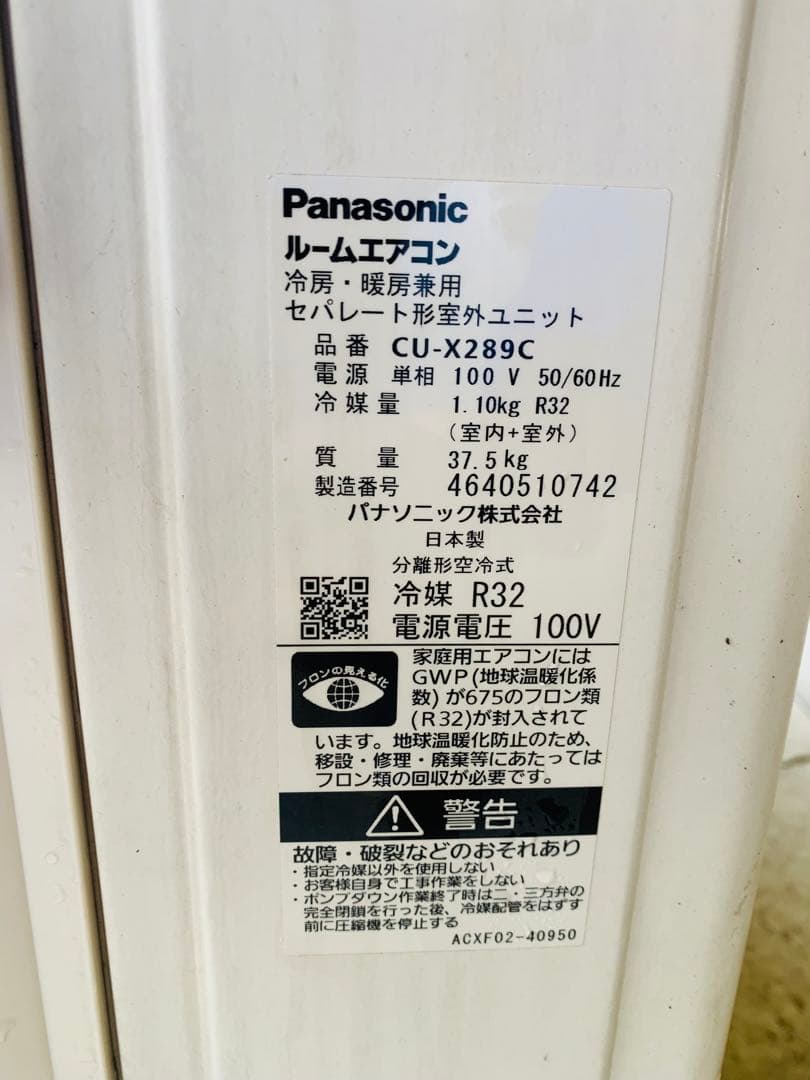 Panasonic
ルームエアコン
冷房・暖房兼用
セパレート形室外ユニット
品番 CU-X289C
電源 単相 100 V 50/60Hz
冷媒量 1.10kg R32
(室内+室外)
質量 37.5kg
製造番号 4640510742
パナソニック株式会社
日本製
分離形空冷式
冷媒 R32
電源電圧 100V
フロンの見える化
家庭用エアコンには
GWP(地球温暖化係
数)が675のフロン類
(R32)が封入されて
います。地球温暖化防止のため、
移設・修理・廃棄等にあたっては
フロン類の回収が必要です。
警告
故障・破裂などのおそれあり
・指定冷媒以外を使用しない
・お客様自身で工事作業をしない
・ポンプダウン作業終了時は二・三方弁の
完全閉鎖を行った後、冷媒配管をはずす
前に圧縮機を停止する
ACXF02-40950